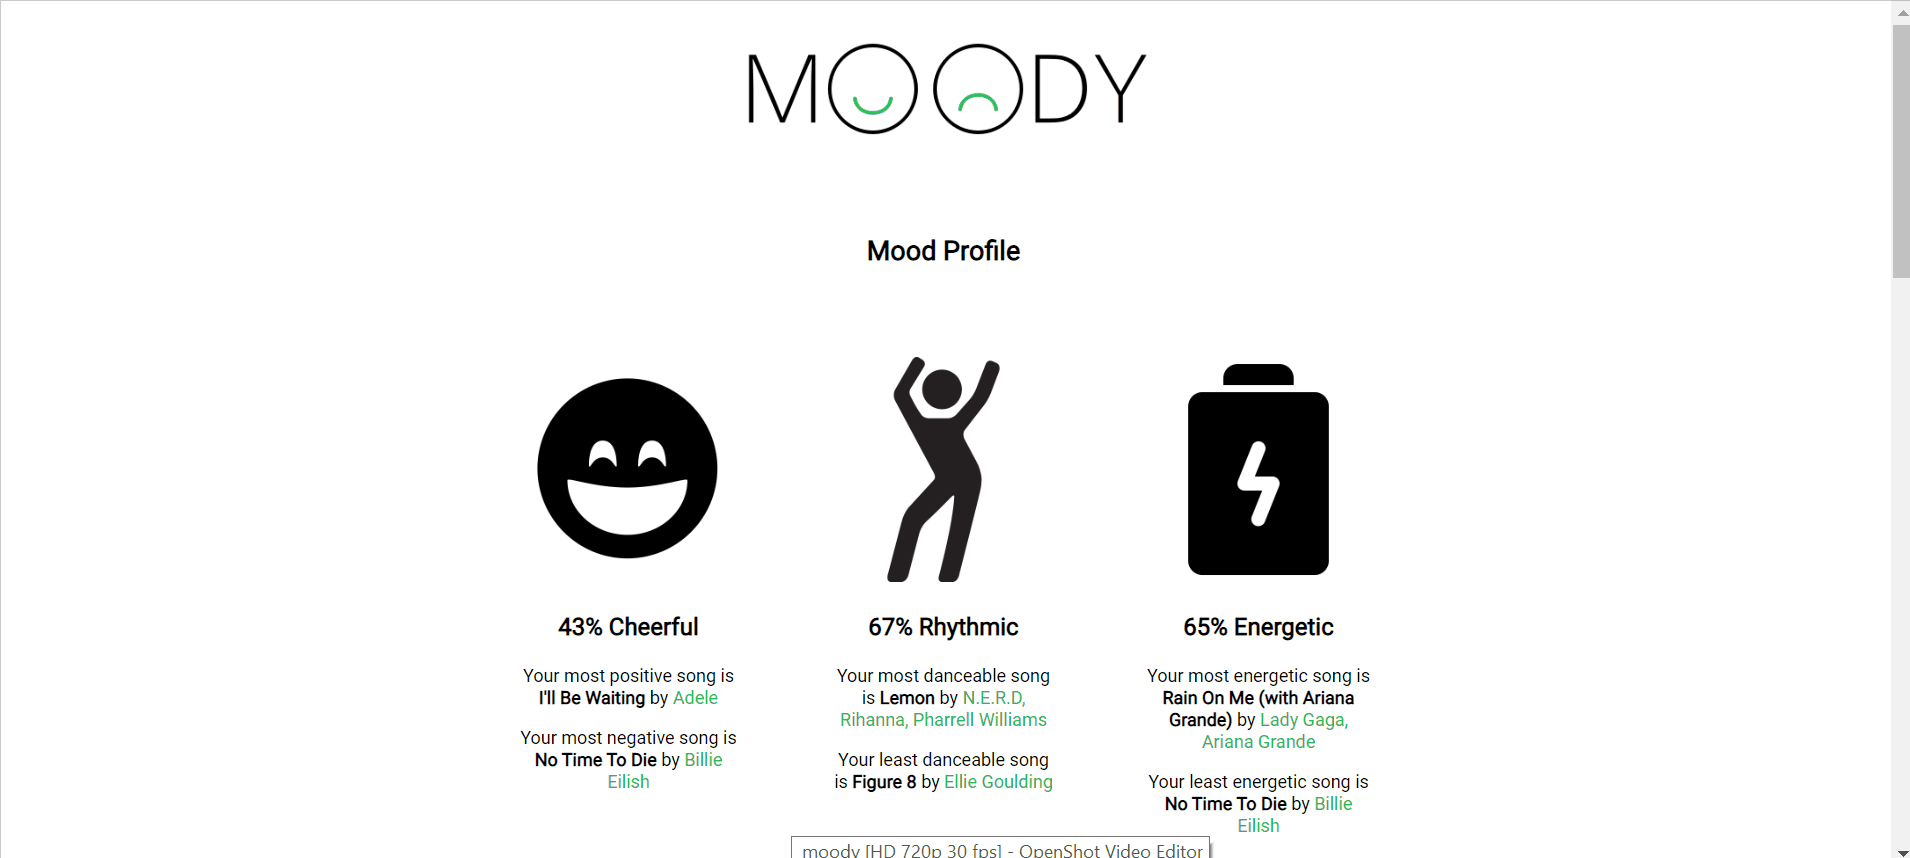 MOODY
Mood Profile
43% Cheerful
Your most positive song is
I'll Be Waiting by Adele
Your most negative song is
No Time To Die by Billie
Eilish
67% Rhythmic
Your most danceable song
is Lemon by N.E.R.D,
Rihanna, Pharrell Williams
Your least danceable song
is Figure 8 by Ellie Goulding
65% Energetic
Your most energetic song is
Rain On Me (with Ariana
Grande) by Lady Gaga,
Ariana Grande
Your least energetic song is
No Time To Die by Billie
Eilish
moody [HD 720p 30 fps] - OpenShot Video Editor